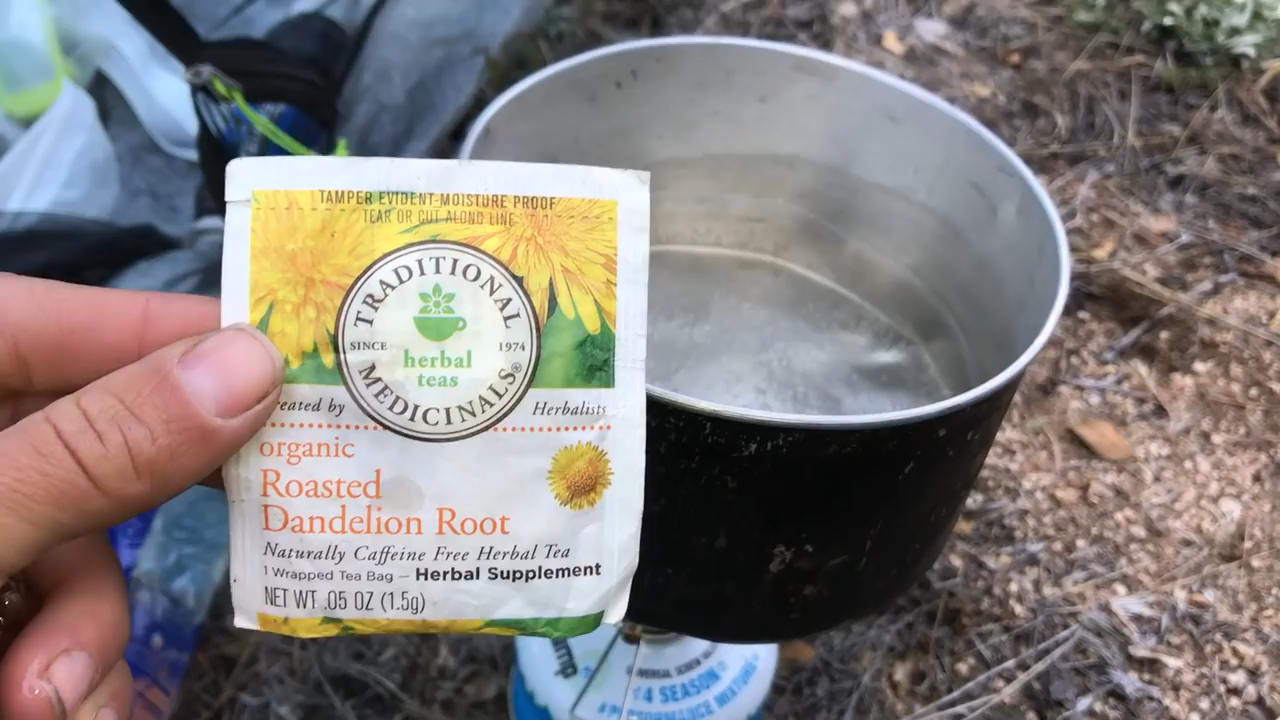 TAMPER EVIDENT-MOISTURE PROOF
TEAR OR CUT ALONG LINE
TRADITIONAL
SINCE 1974
herbal
teas
MEDICINALS®
reated by Herbalists
organic
Roasted
Dandelion Root
Naturally Caffeine Free Herbal Tea
1 Wrapped Tea Bag – Herbal Supplement
NET WT .05 OZ (1.5g)
4 SEASON